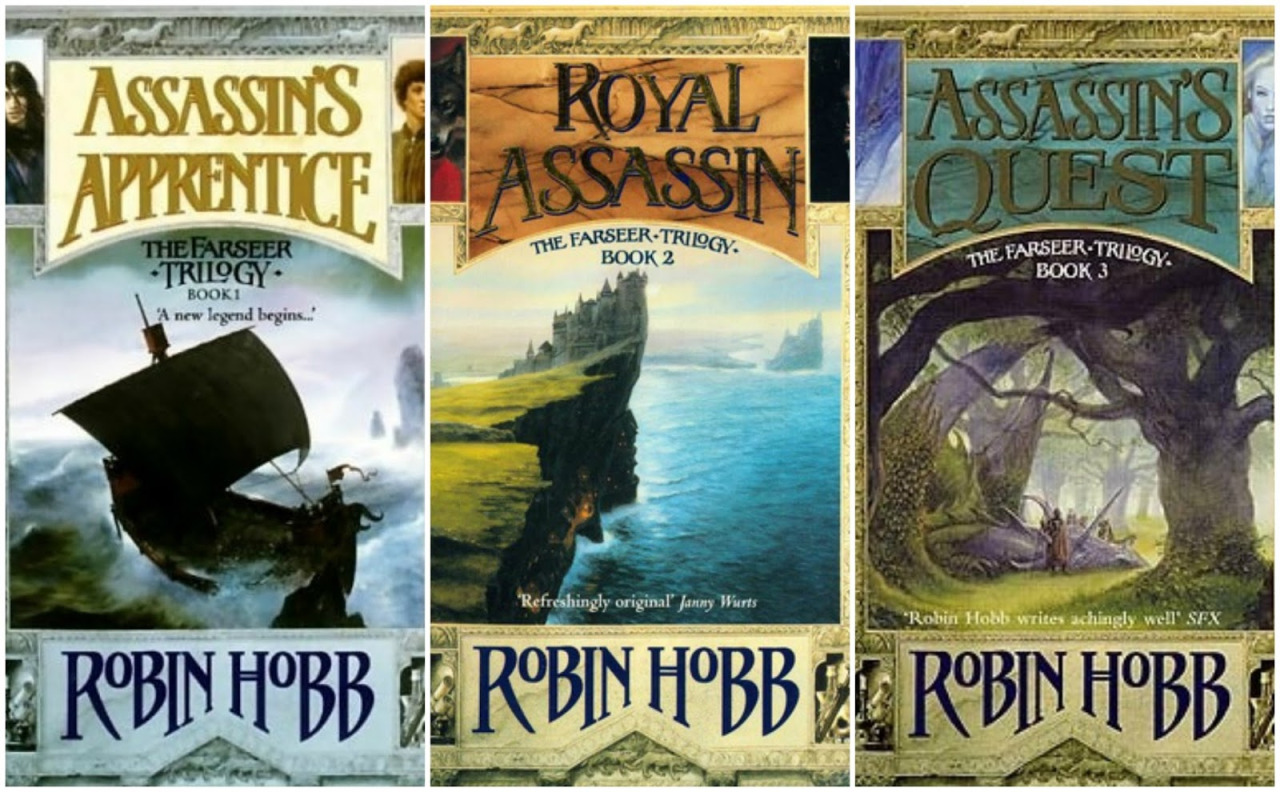 ASSASSIN'S
APPRENTICE
THE FARSEER
·TRILOGY·
BOOK 1
'A new legend begins...'
ROBIN HOBB
ROYAL
ASSASSIN
THE FARSEER·TRILOGY·
BOOK 2
'Refreshingly original' Janny Wurts
ROBIN HOBB
ASSASSIN'S
QUEST
THE FARSEER·TRILOGY·
BOOK 3
'Robin Hobb writes achingly well' SFX
ROBIN HOBB